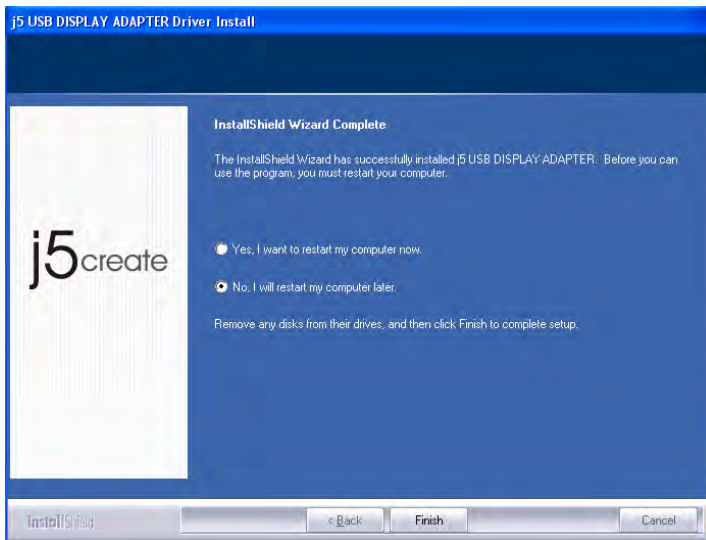 j5 USB DISPLAY ADAPTER Driver Install
InstallShield Wizard Complete
The InstallShield Wizard has successfully installed j5 USB DISPLAY ADAPTER.  Before you can
use the program, you must restart your computer.
j5create
Yes, I want to restart my computer now.
No, I will restart my computer later.
Remove any disks from their drives, and then click Finish to complete setup.
InstallShield
< Back
Finish
Cancel